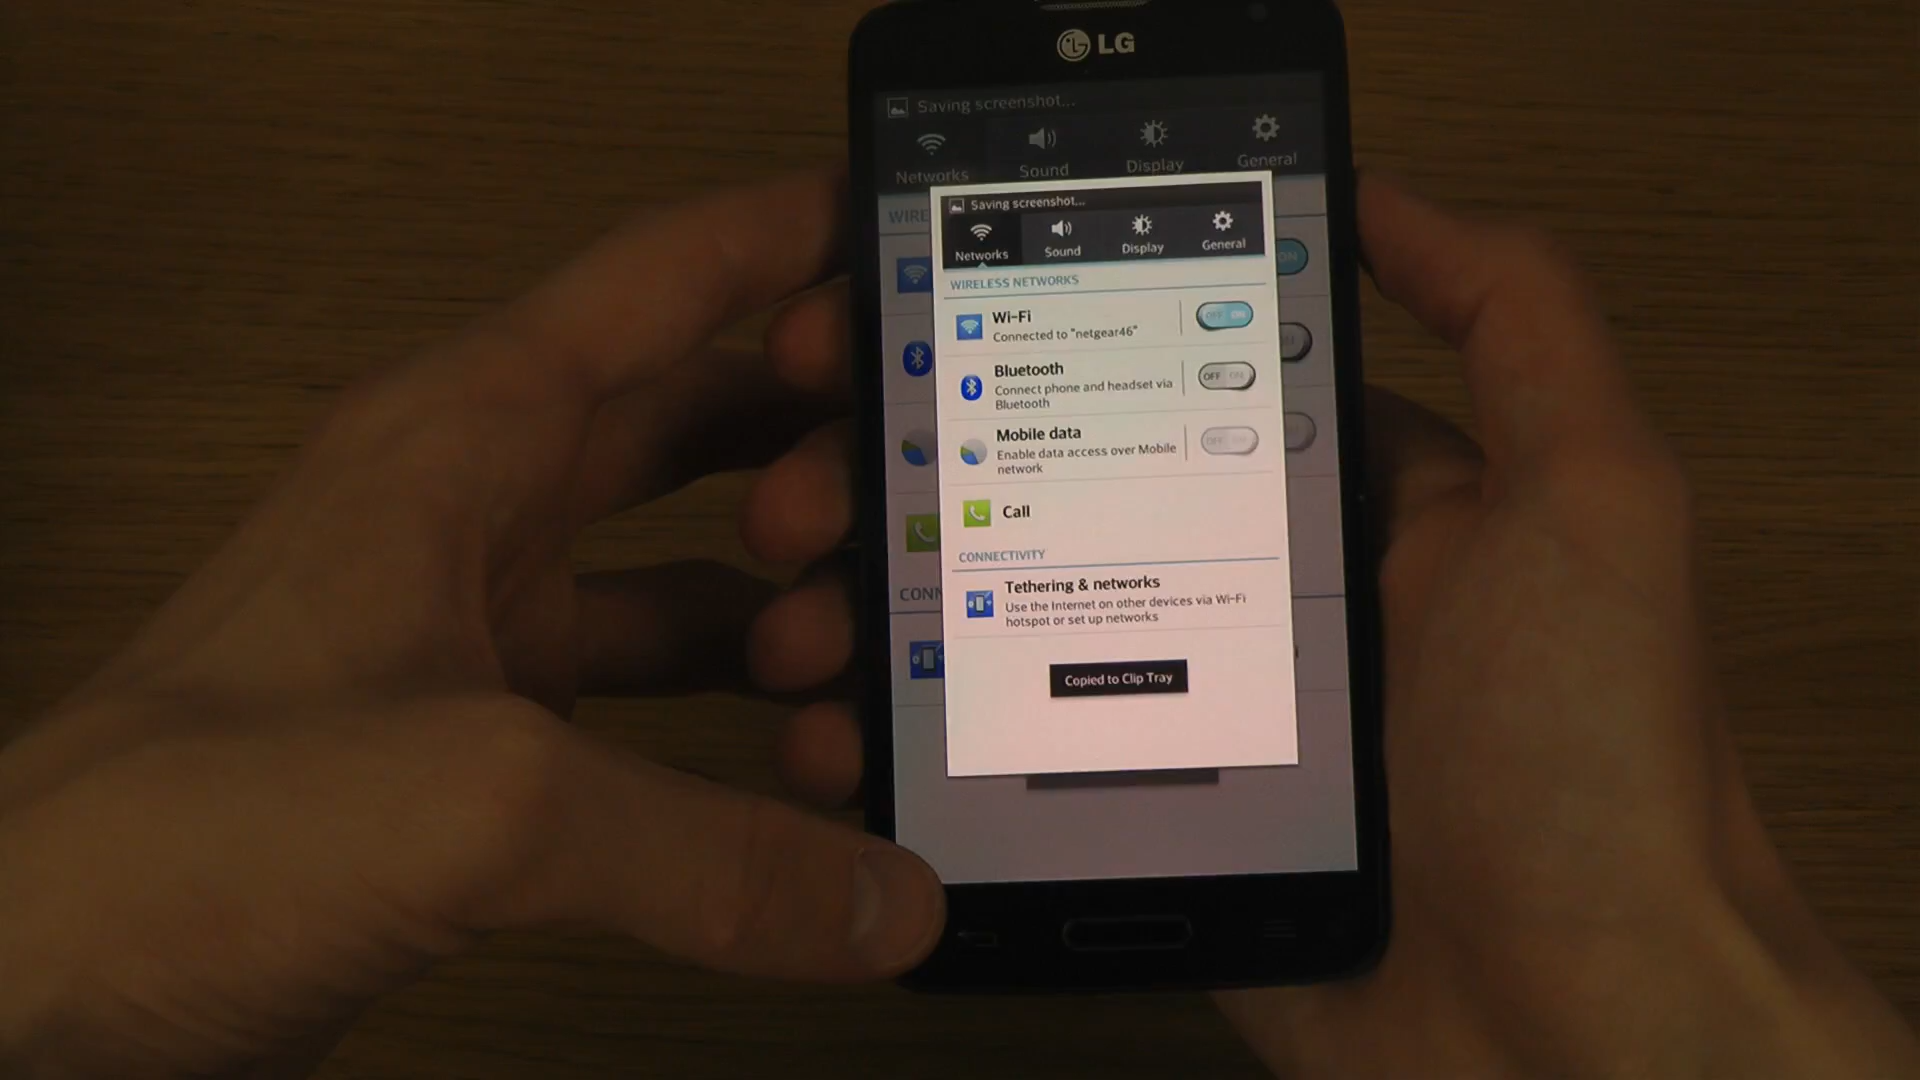 LG
Saving screenshot...
Networks Sound Display General
WIRE
ON
CONN
Saving screenshot...
Networks Sound Display General
WIRELESS NETWORKS
Wi-Fi
Connected to "netgear46"
OFF ON
Bluetooth
Connect phone and headset via
Bluetooth
OFF ON
Mobile data
Enable data access over Mobile
network
OFF ON
Call
CONNECTIVITY
Tethering & networks
Use the Internet on other devices via Wi-Fi
hotspot or set up networks
Copied to Clip Tray